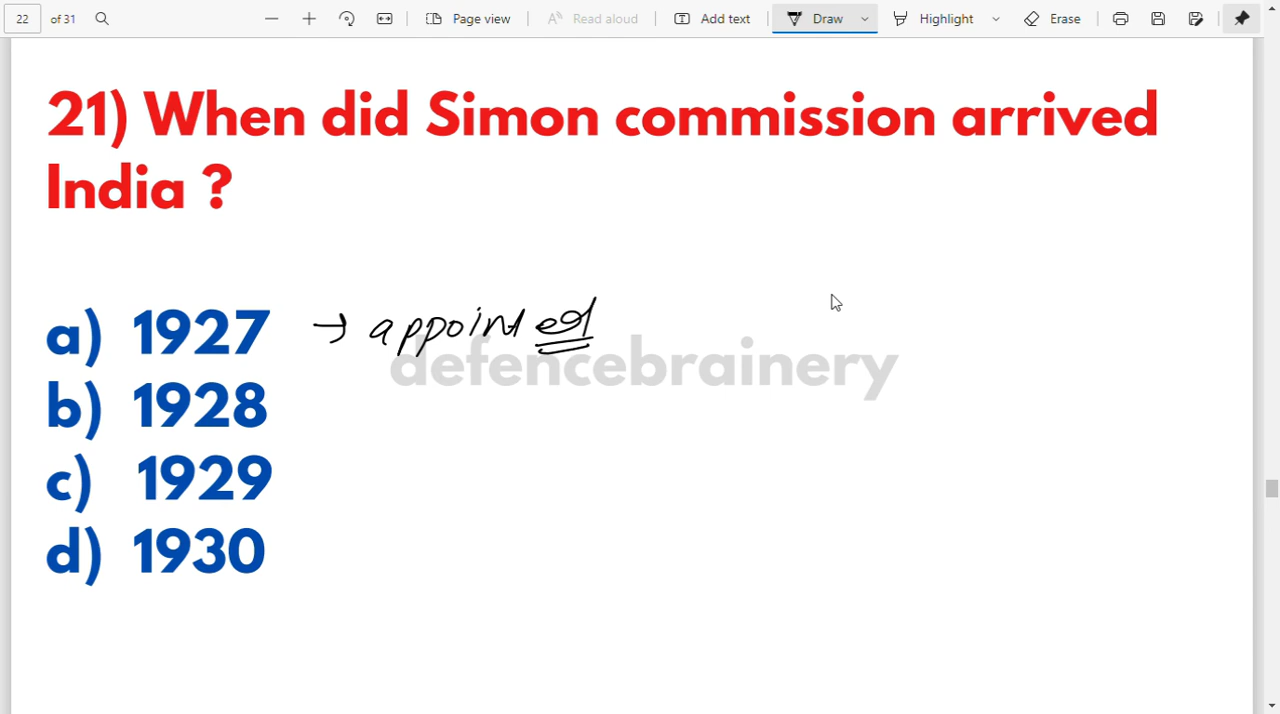 22 of 31 Page view Read aloud Add text Draw Highlight Erase
21) When did Simon commission arrived
India ?
a) 1927 → appointed
defencebrainery
b) 1928
c) 1929
d) 1930